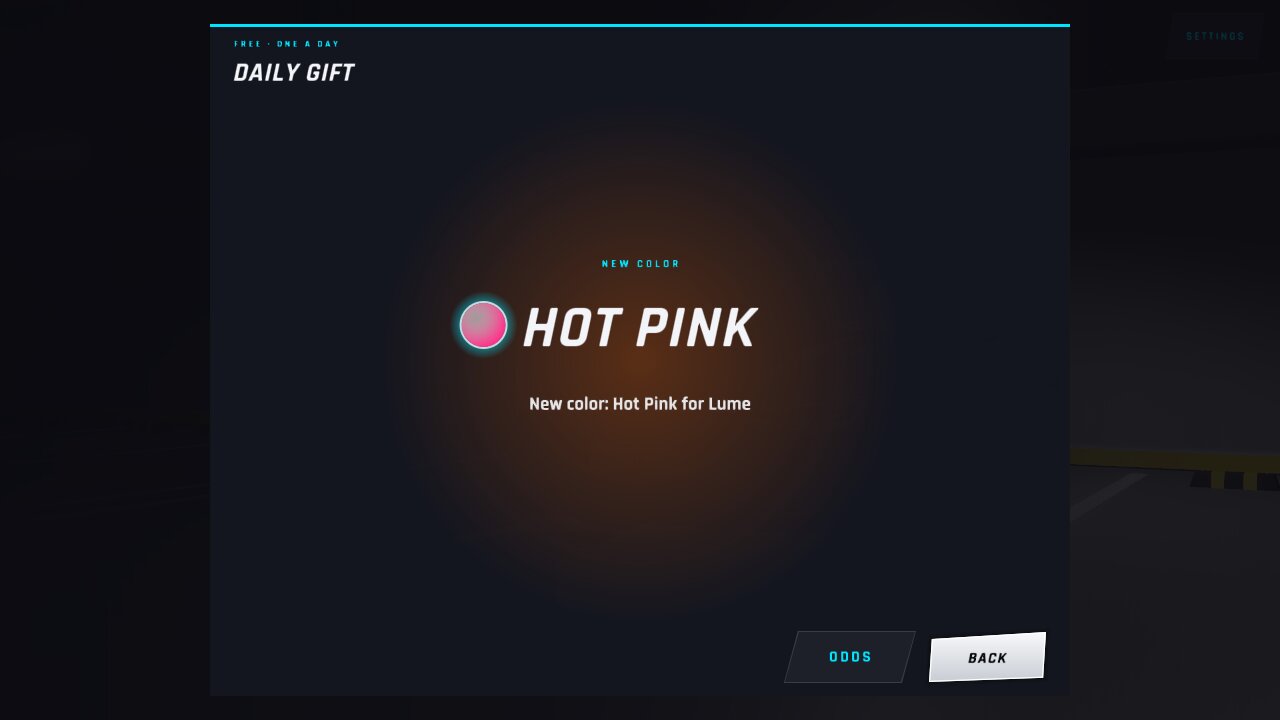 FREE · ONE A DAY
SETTINGS
DAILY GIFT
NEW COLOR
HOT PINK
New color: Hot Pink for Lume
ODDS
BACK